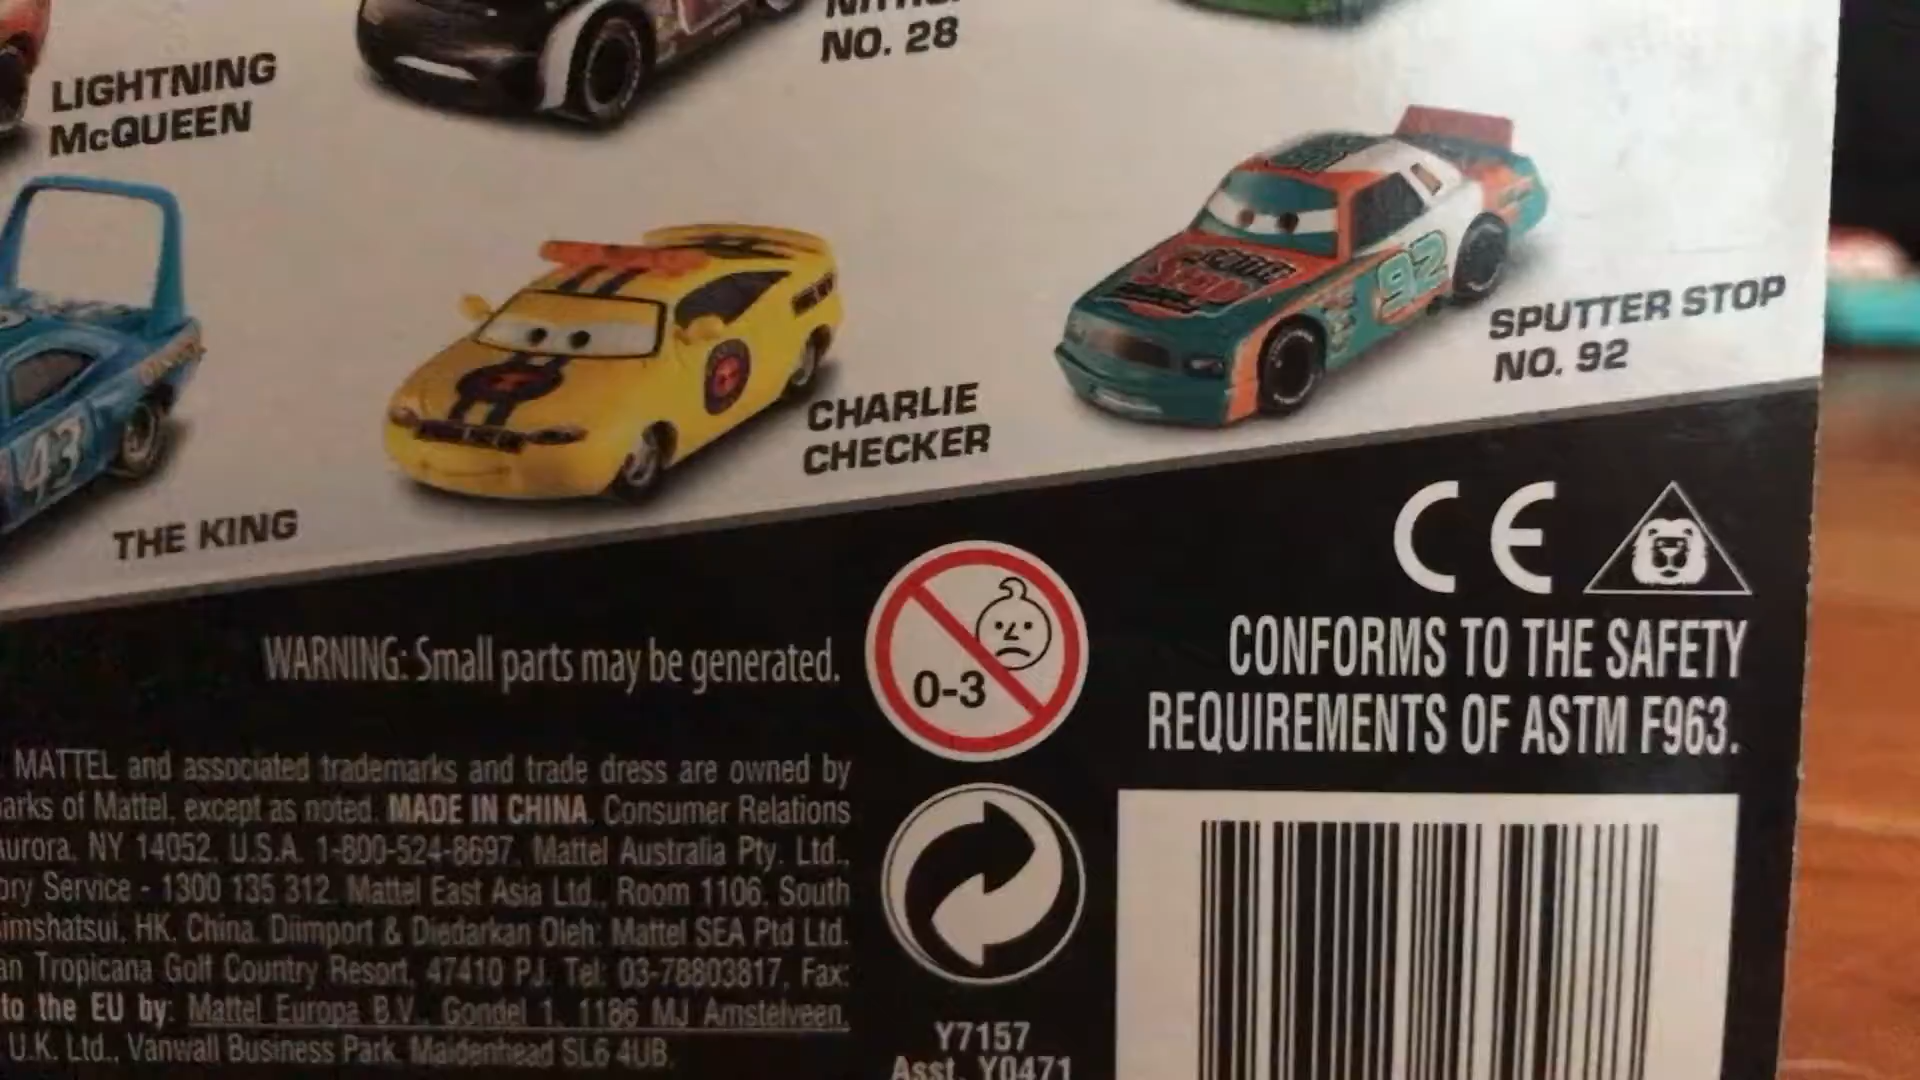 LIGHTNING
McQUEEN
NO. 28
SPUTTER STOP
NO. 92
92
CHARLIE
CHECKER
43
THE KING
CE
WARNING: Small parts may be generated.
0-3
CONFORMS TO THE SAFETY
REQUIREMENTS OF ASTM F963.
MATTEL and associated trademarks and trade dress are owned by
of Mattel, except as noted. MADE IN CHINA. Consumer Relations
NY 14052, U.S.A. 1-800-524-8697. Mattel Australia Pty. Ltd.,
Service - 1300 135 312. Mattel East Asia Ltd., Room 1106, South
HK, China. Diimport & Diedarkan Oleh: Mattel SEA Ptd Ltd.
Tropicana Golf Country Resort, 47410 PJ. Tel: 03-78803817, Fax:
to the EU by: Mattel Europa B.V., Gondel 1, 1186 MJ Amstelveen,
U.K. Ltd., Vanwall Business Park, Maidenhead SL6 4UB.
Y7157
Asst. Y0471